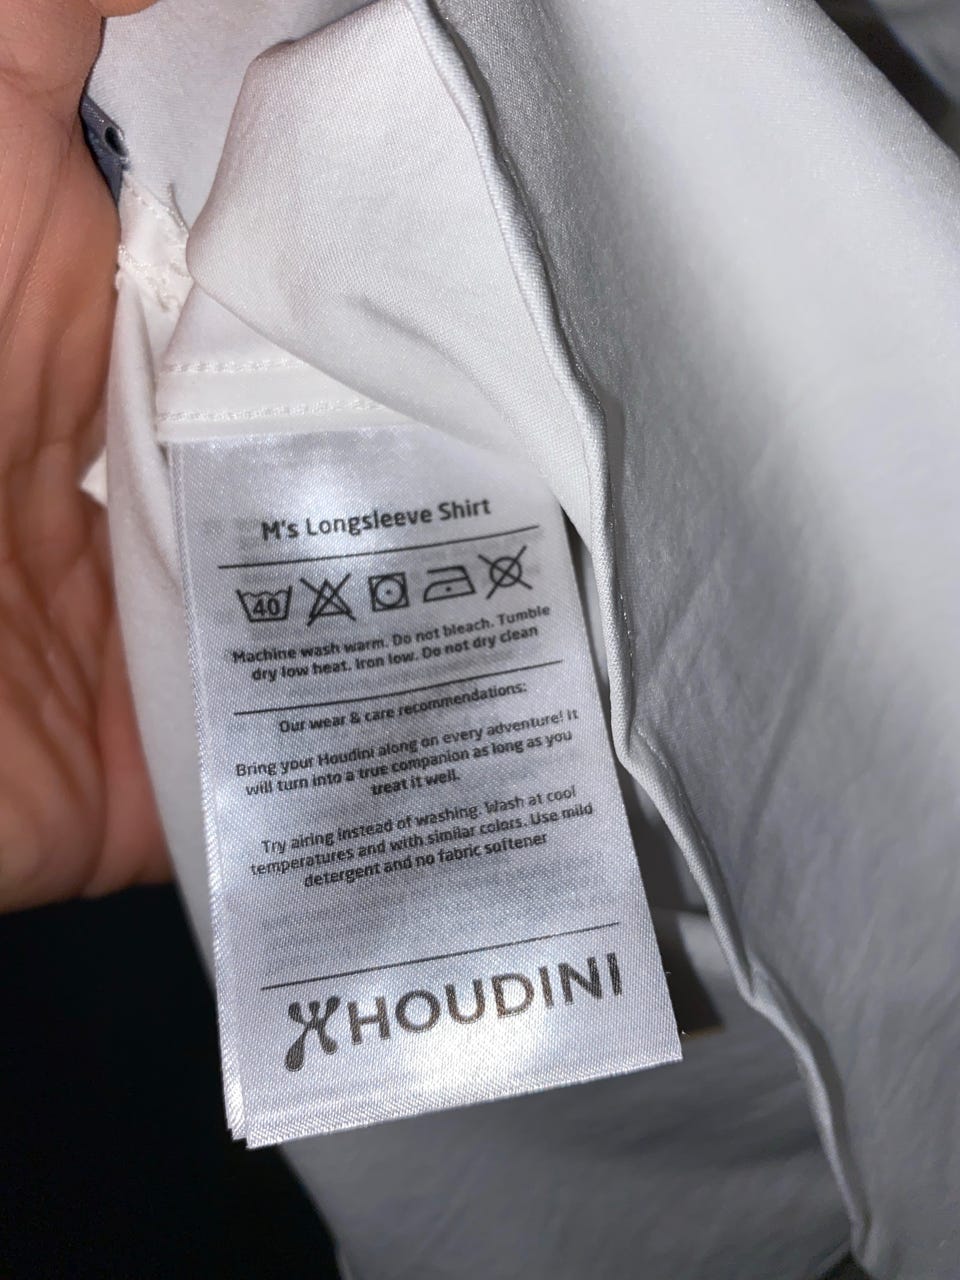 M's Longsleeve Shirt
40
Machine wash warm. Do not bleach. Tumble
dry low heat. Iron low. Do not dry clean
Our wear & care recommendations:
Bring your Houdini along on every adventure! It
will turn into a true companion as long as you
treat it well.
Try airing instead of washing. Wash at cool
temperatures and with similar colors. Use mild
detergent and no fabric softener
HOUDINI